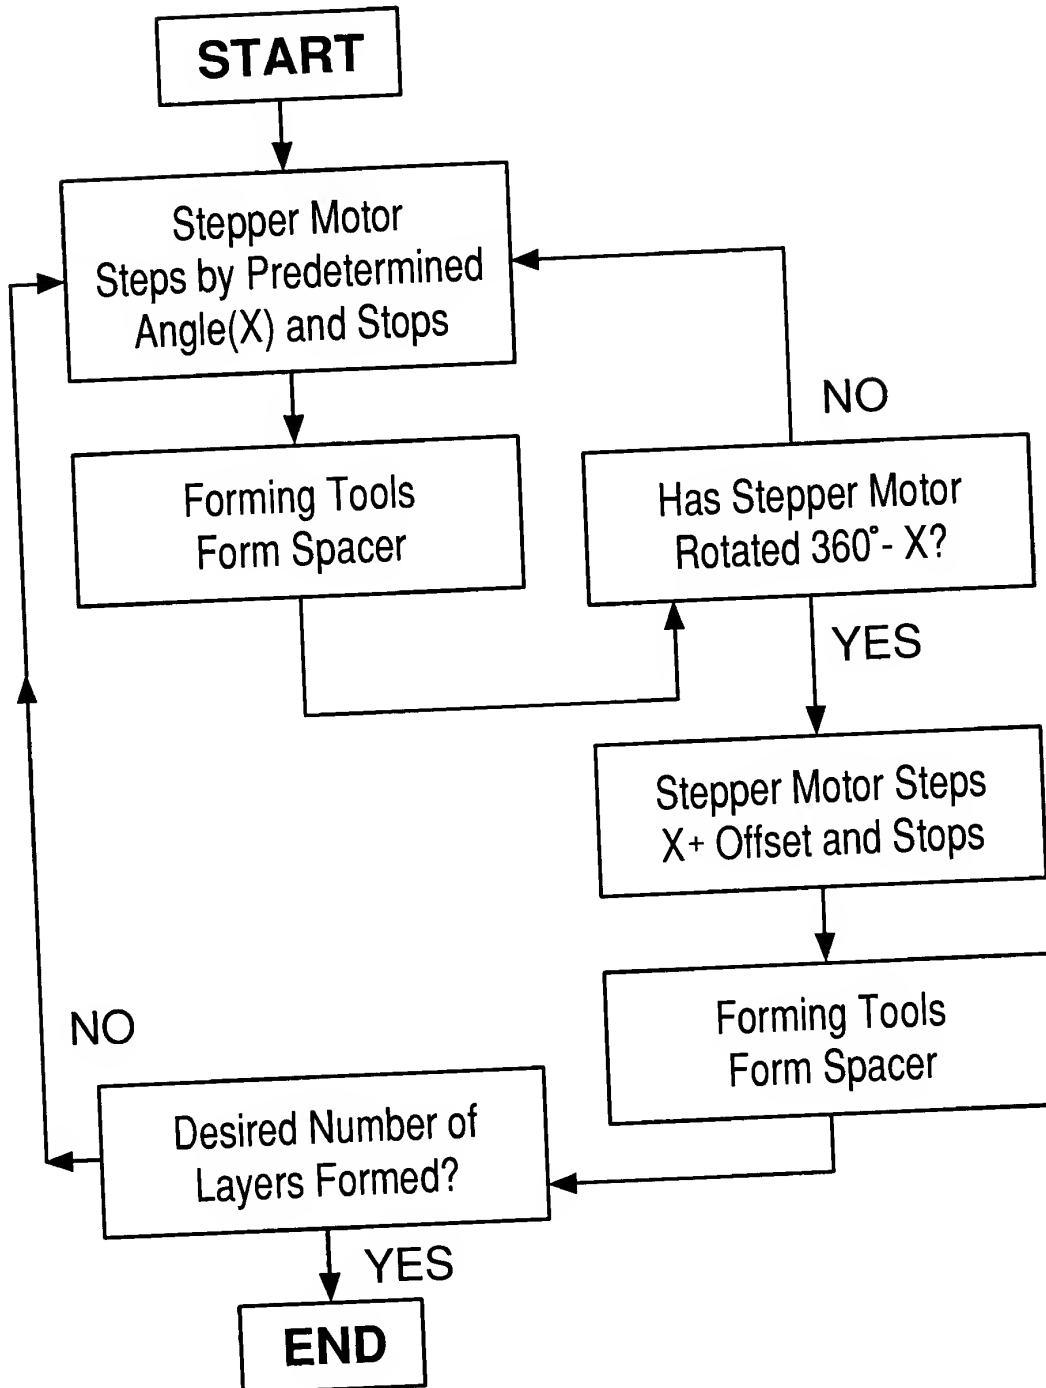 START
Stepper Motor
Steps by Predetermined
Angle(X) and Stops
Forming Tools
Form Spacer
NO
Has Stepper Motor
Rotated 360°- X?
YES
Stepper Motor Steps
X+ Offset and Stops
Forming Tools
Form Spacer
NO
Desired Number of
Layers Formed?
YES
END